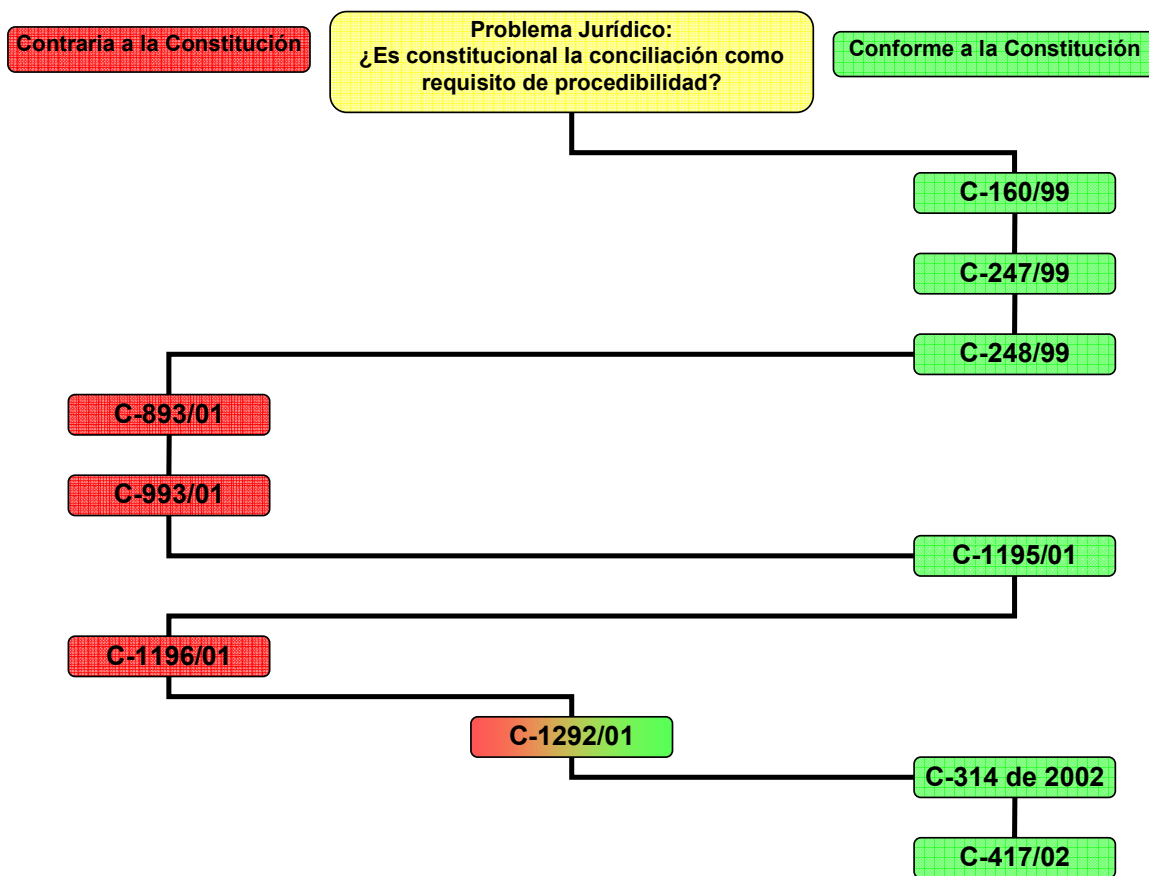 Contraria a la Constitución
Problema Jurídico:
¿Es constitucional la conciliación como
requisito de procedibilidad?
Conforme a la Constitución
C-160/99
C-247/99
C-248/99
C-893/01
C-993/01
C-1195/01
C-1196/01
C-1292/01
C-314 de 2002
C-417/02